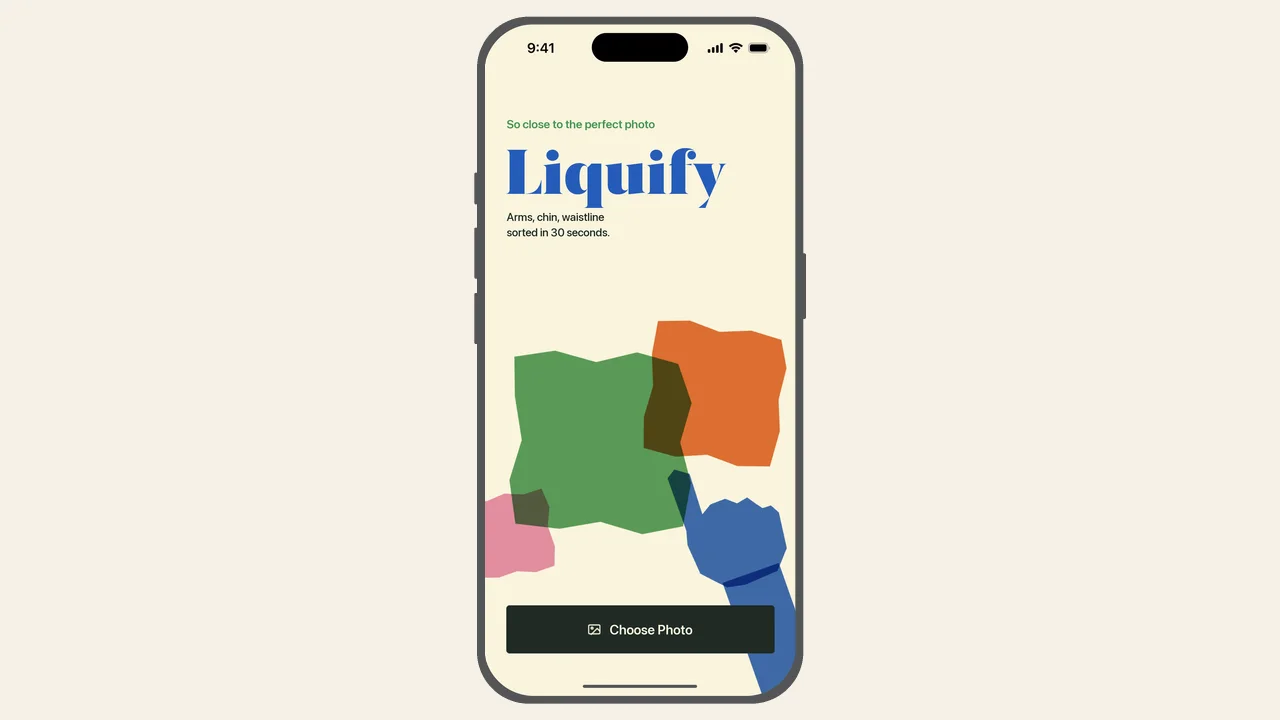 9:41
So close to the perfect photo
Liquify
Arms, chin, waistline
sorted in 30 seconds.
Choose Photo